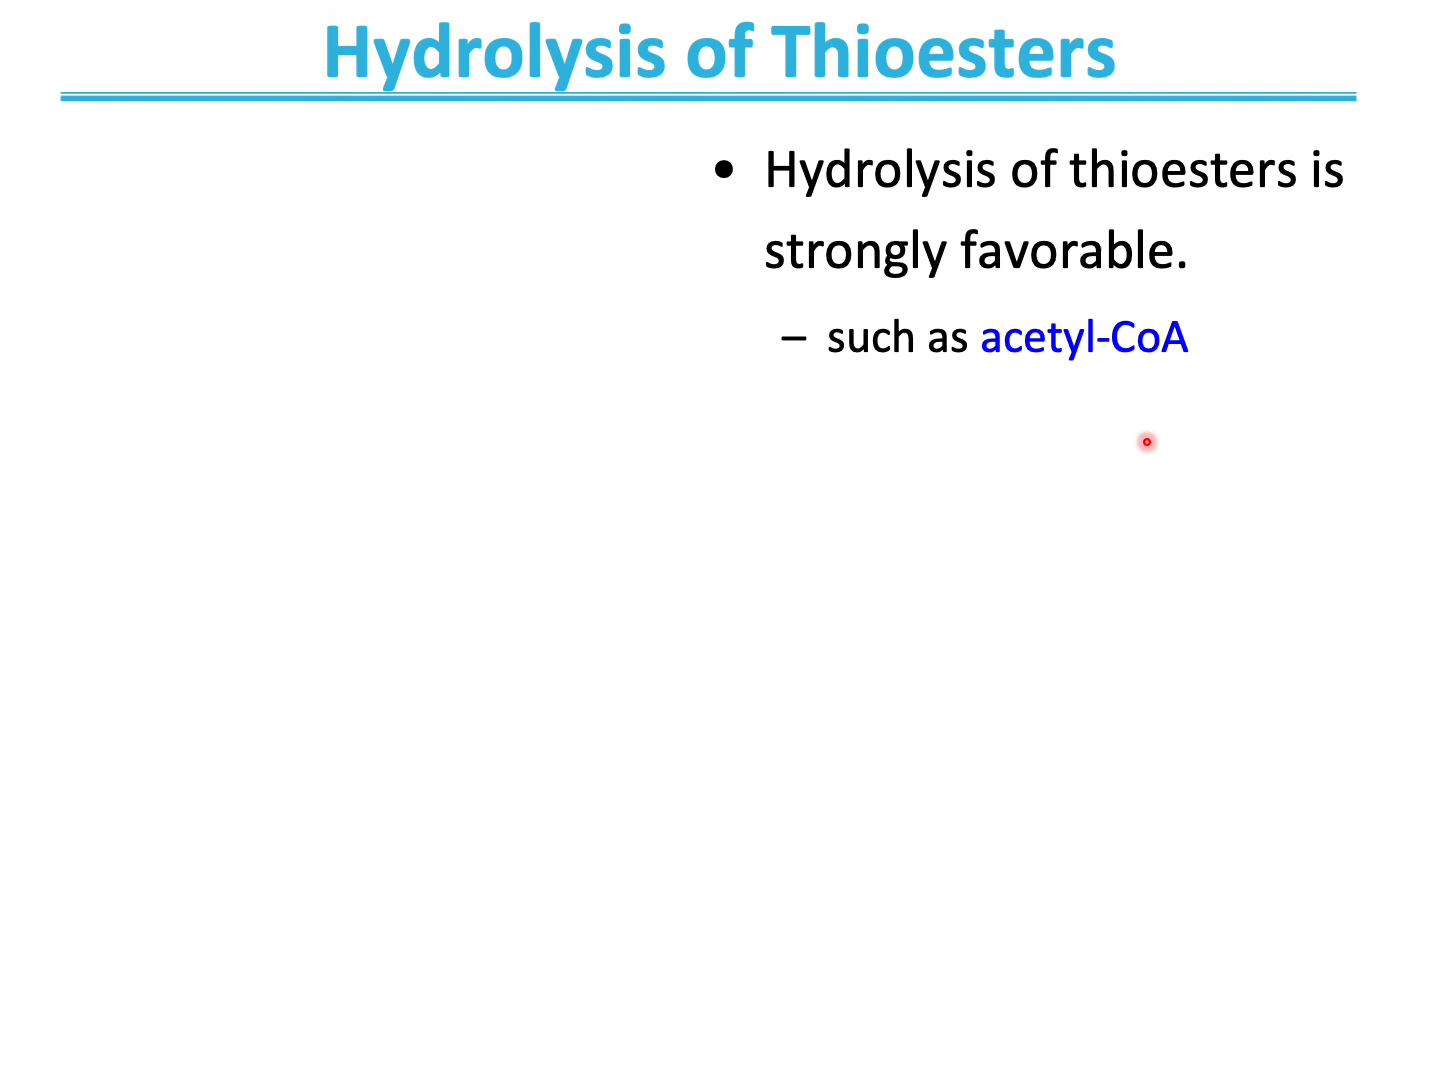 Hydrolysis of Thioesters
• Hydrolysis of thioesters is
strongly favorable.
– such as acetyl-CoA